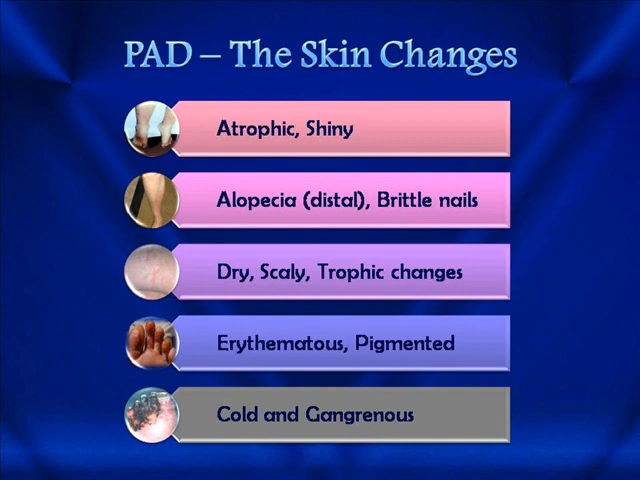 PAD – The Skin Changes
Atrophic, Shiny
Alopecia (distal), Brittle nails
Dry, Scaly, Trophic changes
Erythematous, Pigmented
Cold and Gangrenous